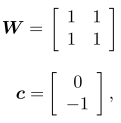 W = [ 1 1
1 1 ]
c = [ 0
−1 ],